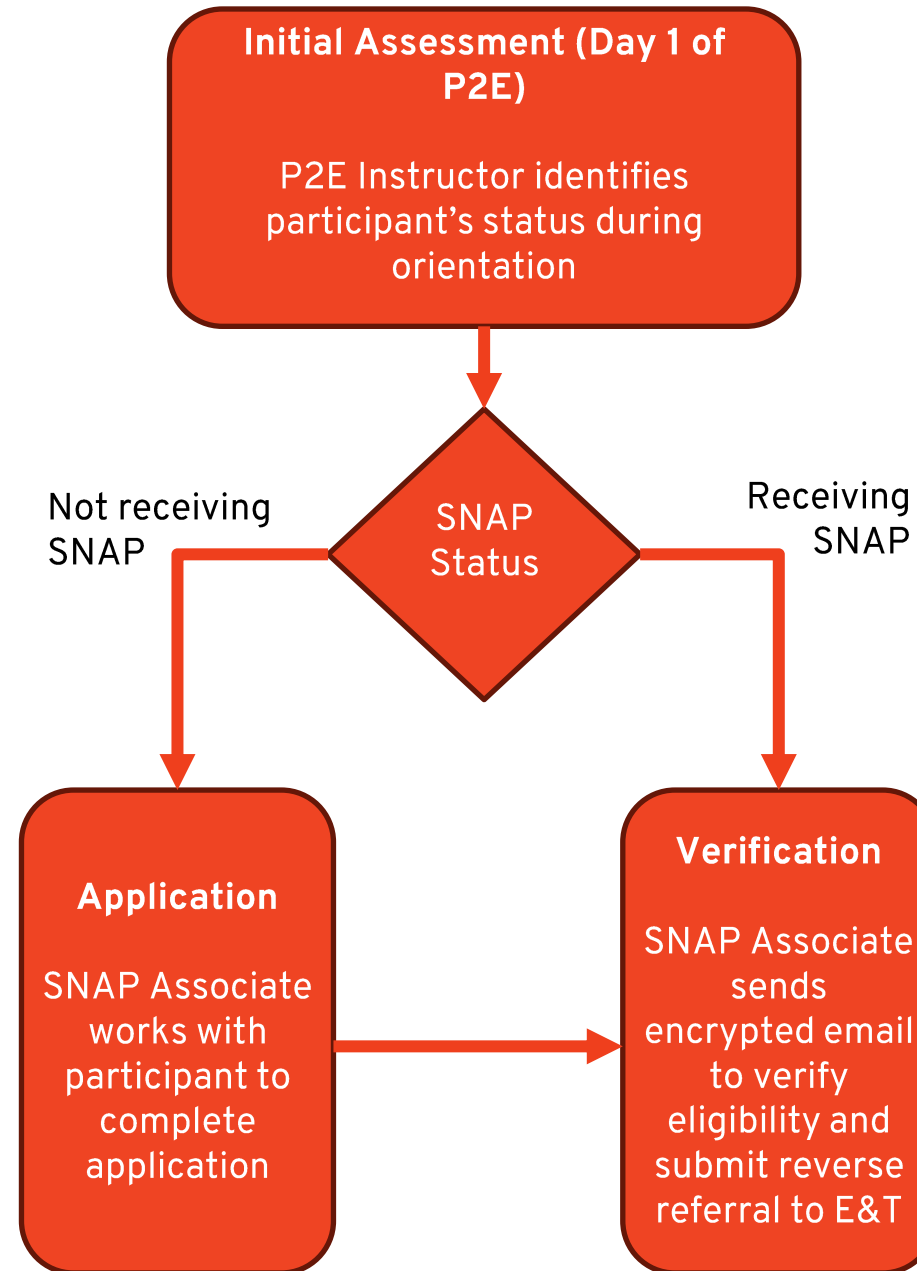 Initial Assessment (Day 1 of
P2E)
P2E Instructor identifies
participant’s status during
orientation
Not receiving
SNAP
SNAP
Status
Receiving
SNAP
Application
SNAP Associate
works with
participant to
complete
application
Verification
SNAP Associate
sends
encrypted email
to verify
eligibility and
submit reverse
referral to E&T